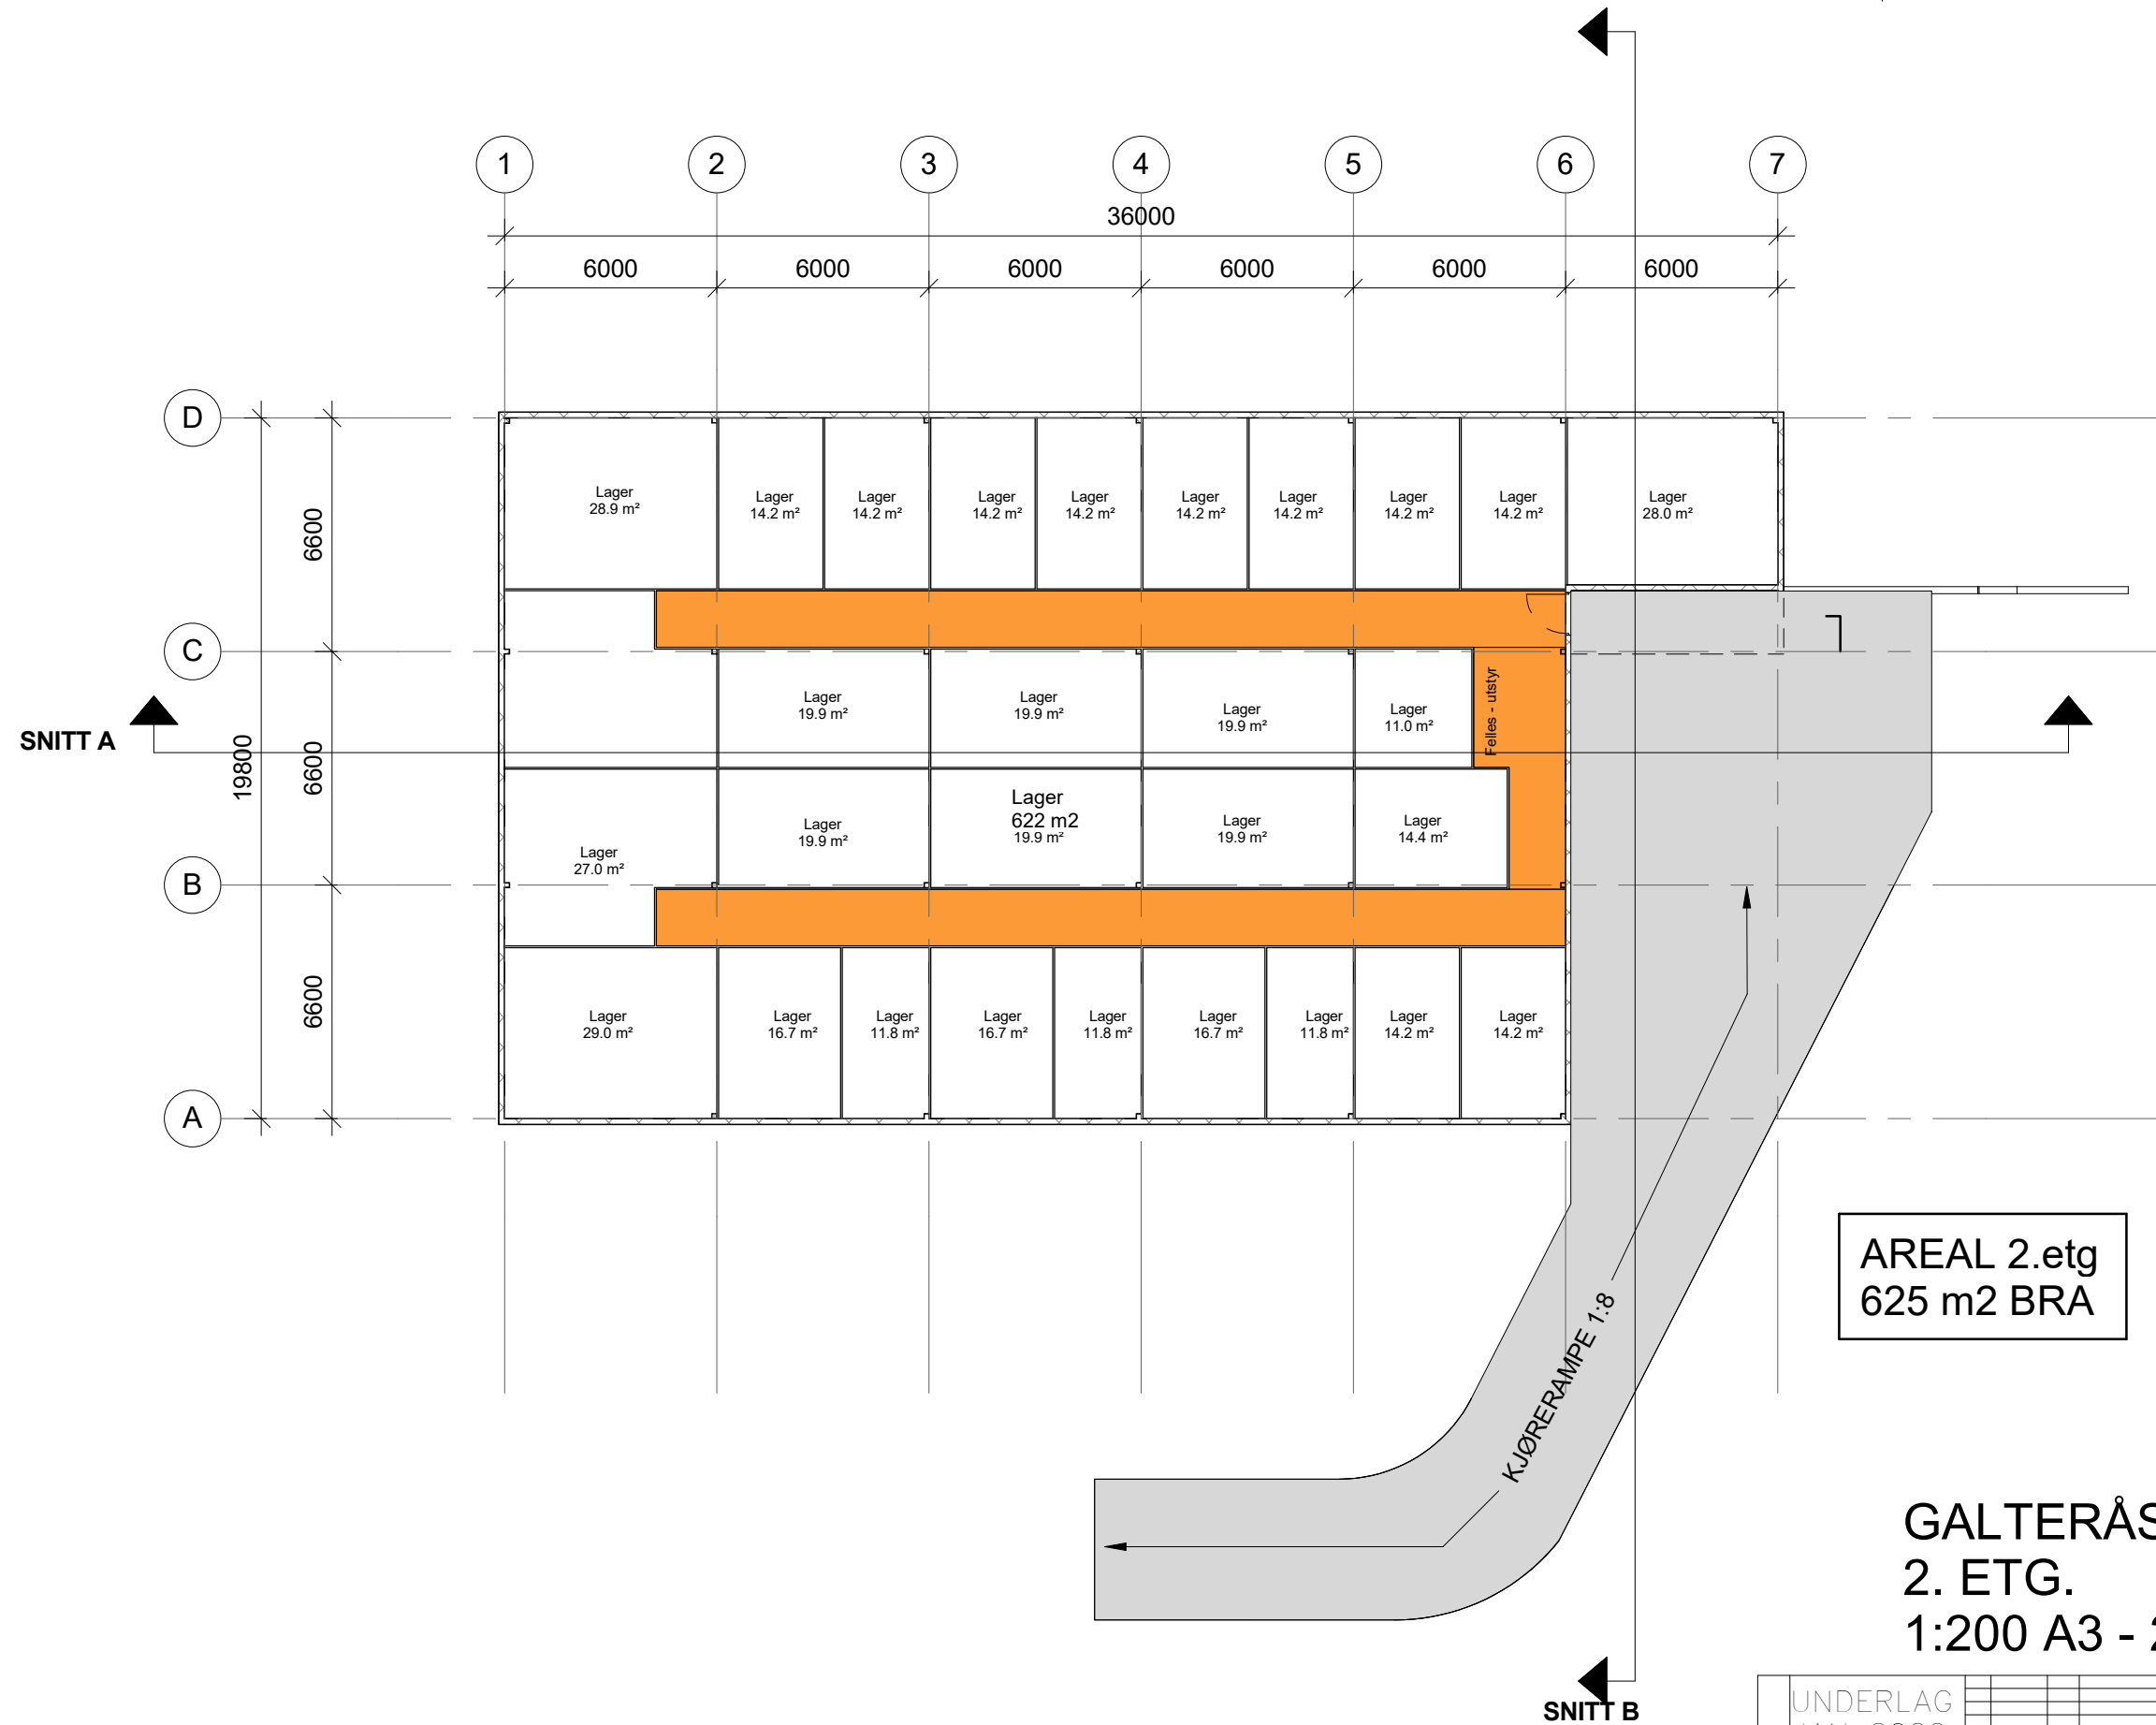 1 2 3 4 5 6 7
36000
6000 6000 6000 6000 6000 6000
D
C
B
A
19800
6600
6600
6600
Lager
28.9 m²
Lager
14.2 m²
Lager
14.2 m²
Lager
14.2 m²
Lager
14.2 m²
Lager
14.2 m²
Lager
14.2 m²
Lager
14.2 m²
Lager
14.2 m²
Lager
28.0 m²
SNITT A
Lager
19.9 m²
Lager
19.9 m²
Lager
19.9 m²
Lager
11.0 m²
Felles - utstyr
Lager
27.0 m²
Lager
19.9 m²
Lager
622 m2
19.9 m²
Lager
19.9 m²
Lager
14.4 m²
Lager
29.0 m²
Lager
16.7 m²
Lager
11.8 m²
Lager
16.7 m²
Lager
11.8 m²
Lager
16.7 m²
Lager
11.8 m²
Lager
14.2 m²
Lager
14.2 m²
AREAL 2.etg
625 m2 BRA
KJØRERAMPE 1:8
GALTERÅS
2. ETG.
1:200 A3 -
SNITT B
UNDERLAG